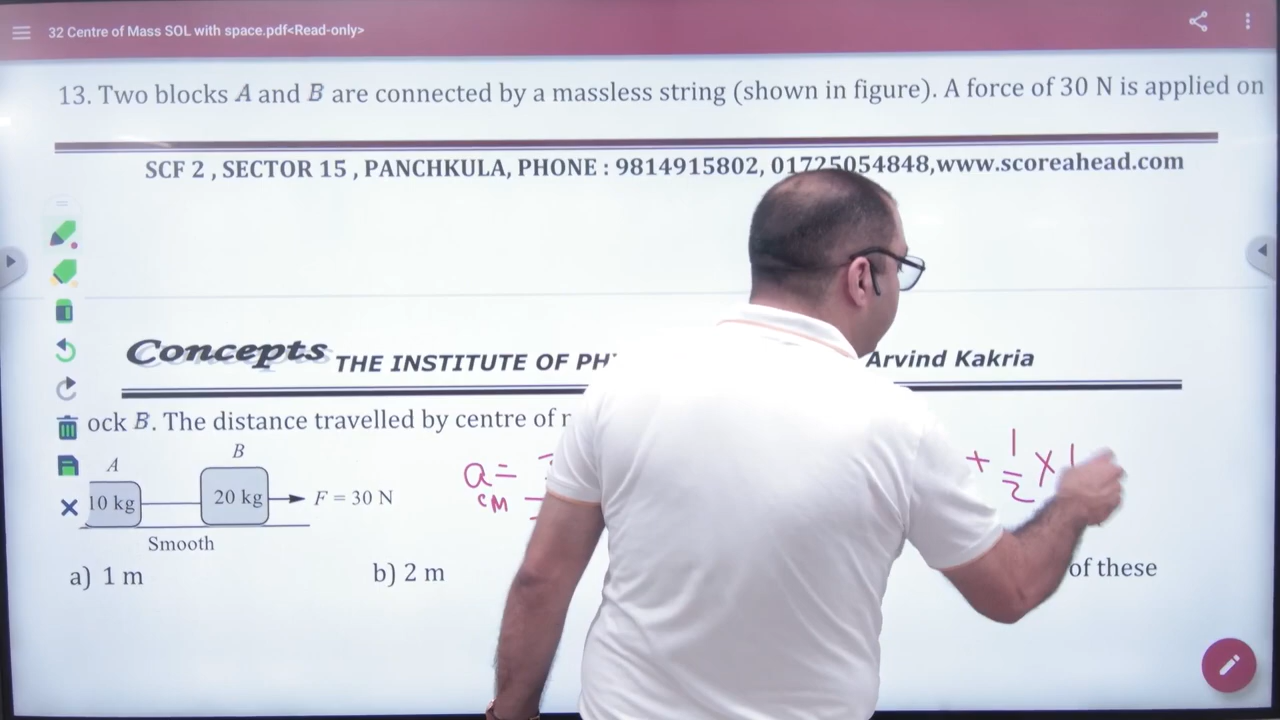 32 Centre of Mass SOL with space.pdf<Read-only>
13. Two blocks A and B are connected by a massless string (shown in figure). A force of 30 N is applied on
SCF 2 , SECTOR 15 , PANCHKULA, PHONE : 9814915802, 01725054848,www.scoreahead.com
Concepts THE INSTITUTE OF PH Arvind Kakria
ock B. The distance travelled by centre of
A
B
10 kg
20 kg
F = 30 N
Smooth
a =
CM
+ 1/2 ×
a) 1 m
b) 2 m
of these